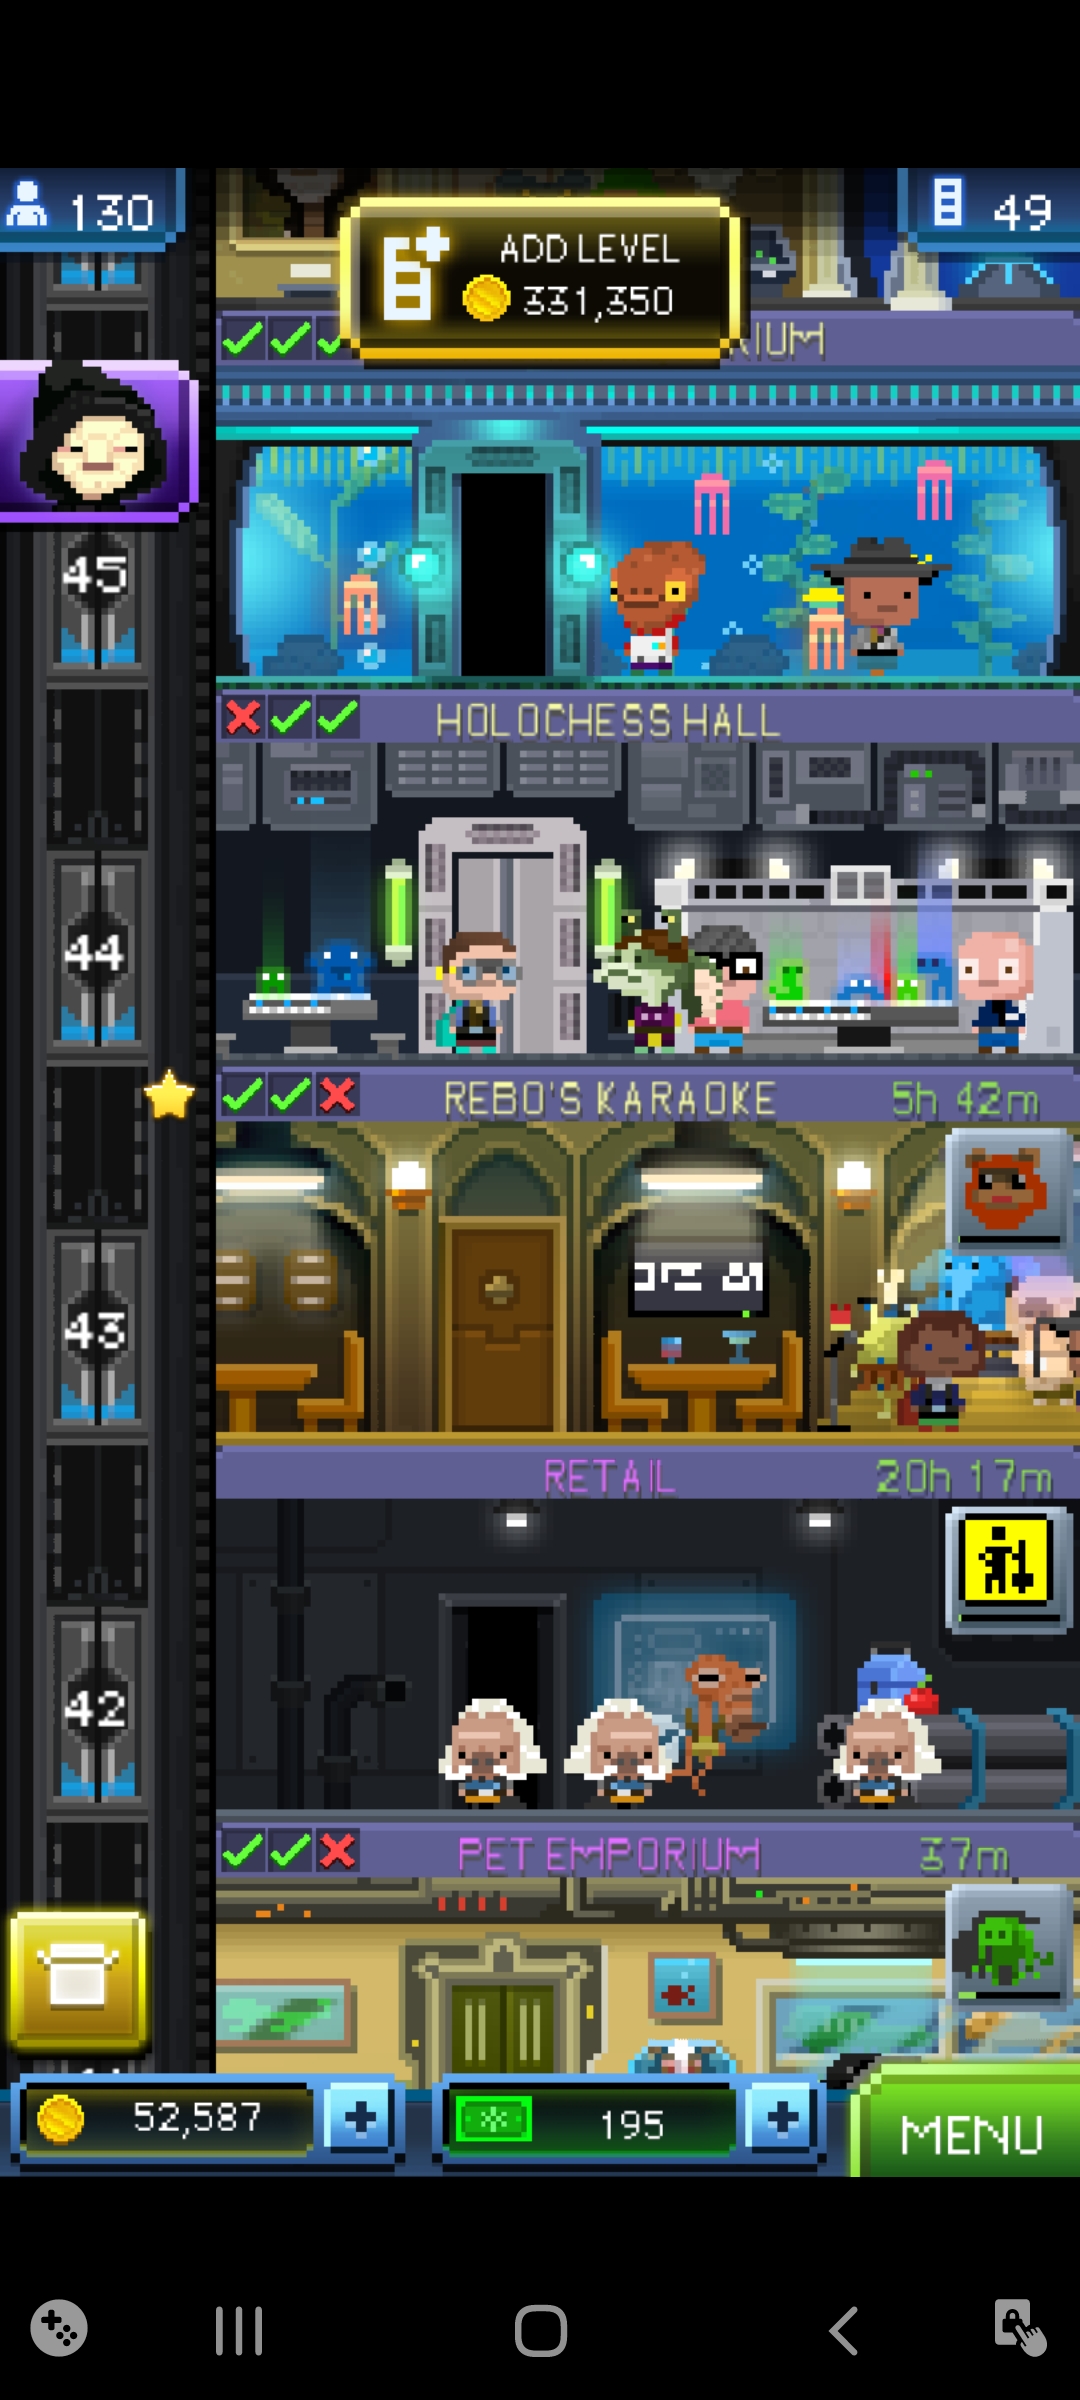 130
ADD LEVEL
331,350
49
RIUM
45
HOLOCHESS HALL
44
REBO'S KARAOKE 5h 42m
43
RETAIL 20h 17m
42
PET EMPORIUM 37m
52,587
195
MENU